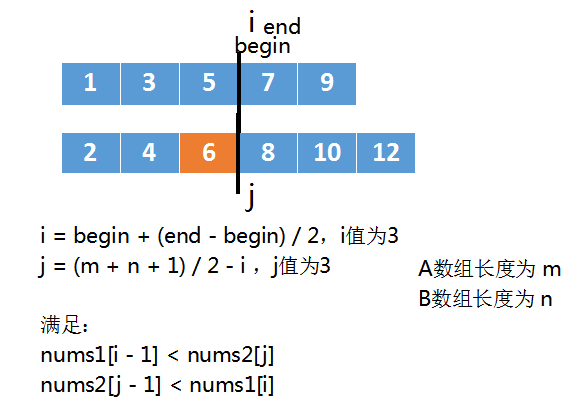 i end
begin
1 3 5 7 9
2 4 6 8 10 12
j
i = begin + (end - begin) / 2，i值为3
j = (m + n + 1) / 2 - i ，j值为3
A数组长度为 m
B数组长度为 n
满足：
nums1[i - 1] < nums2[j]
nums2[j - 1] < nums1[i]